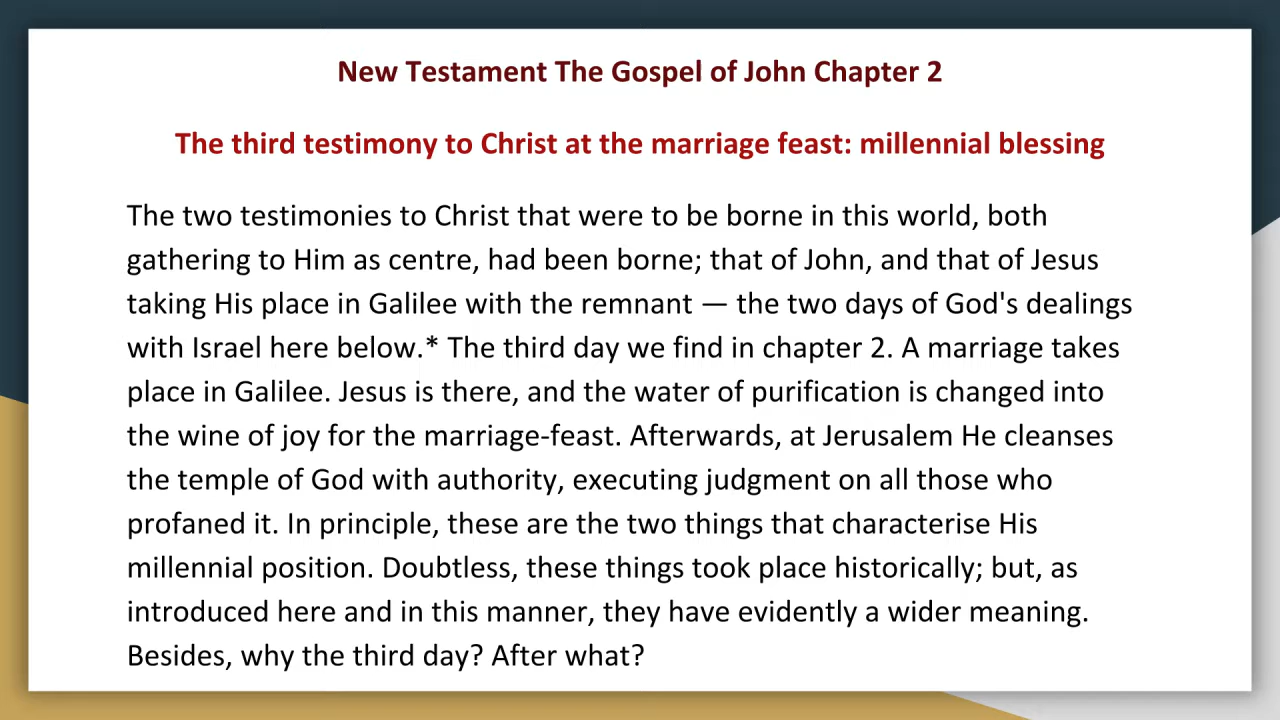 New Testament The Gospel of John Chapter 2
The third testimony to Christ at the marriage feast: millennial blessing
The two testimonies to Christ that were to be borne in this world, both
gathering to Him as centre, had been borne; that of John, and that of Jesus
taking His place in Galilee with the remnant — the two days of God's dealings
with Israel here below.* The third day we find in chapter 2. A marriage takes
place in Galilee. Jesus is there, and the water of purification is changed into
the wine of joy for the marriage-feast. Afterwards, at Jerusalem He cleanses
the temple of God with authority, executing judgment on all those who
profaned it. In principle, these are the two things that characterise His
millennial position. Doubtless, these things took place historically; but, as
introduced here and in this manner, they have evidently a wider meaning.
Besides, why the third day? After what?